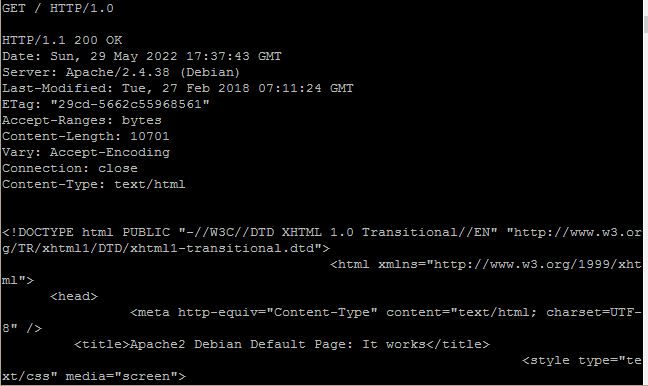 GET / HTTP/1.0
HTTP/1.1 200 OK
Date: Sun, 29 May 2022 17:37:43 GMT
Server: Apache/2.4.38 (Debian)
Last-Modified: Tue, 27 Feb 2018 07:11:24 GMT
ETag: "29cd-5662c55968561"
Accept-Ranges: bytes
Content-Length: 10701
Vary: Accept-Encoding
Connection: close
Content-Type: text/html
<!DOCTYPE html PUBLIC "-//W3C//DTD XHTML 1.0 Transitional//EN" "http://www.w3.or
g/TR/xhtml1/DTD/xhtml1-transitional.dtd">
<html xmlns="http://www.w3.org/1999/xht
ml">
<head>
<meta http-equiv="Content-Type" content="text/html; charset=UTF-
8" />
<title>Apache2 Debian Default Page: It works</title>
<style type="te
xt/css" media="screen">